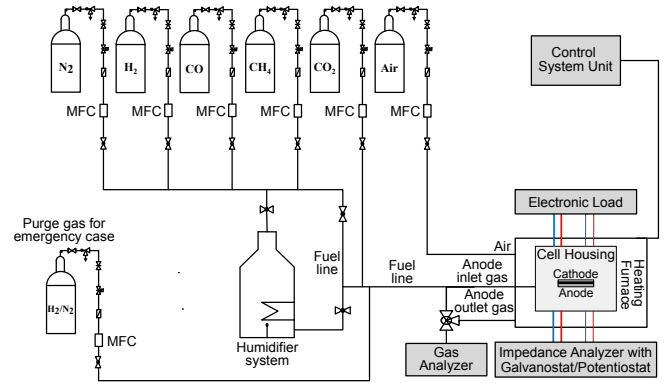 N2
H2
CO
CH4
CO2
Air
MFC
MFC
MFC
MFC
MFC
MFC
Control
System Unit
Electronic Load
Purge gas for
emergency case
H2/N2
MFC
Humidifier
system
Fuel
line
Fuel
line
Air
Anode
inlet gas
Anode
outlet gas
Cell Housing
Cathode
Anode
Heating
Furnace
Gas
Analyzer
Impedance Analyzer with
Galvanostat/Potentiostat